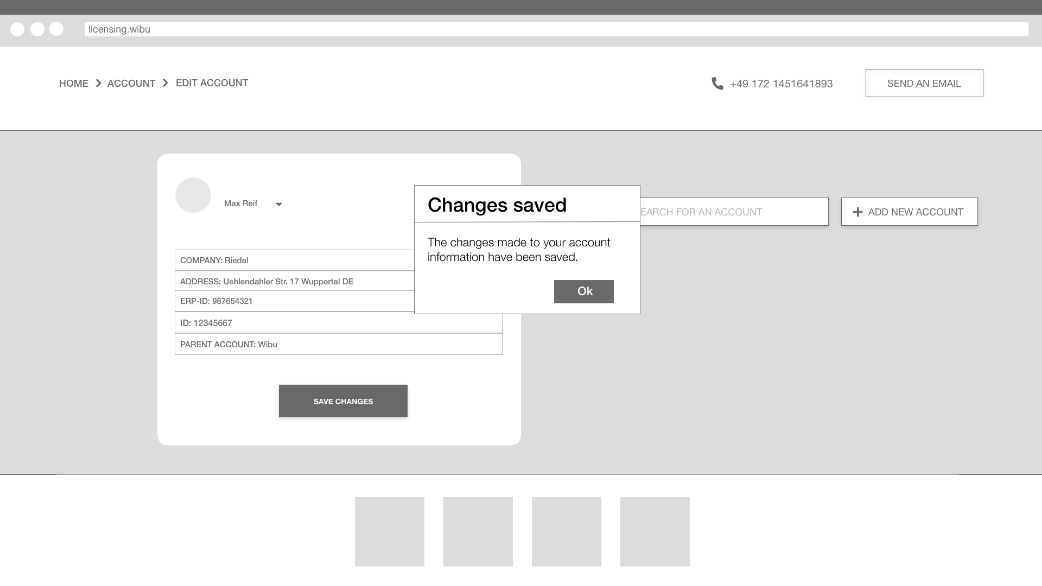 licensing.wibu
HOME > ACCOUNT > EDIT ACCOUNT
+49 172 1451641893
SEND AN EMAIL
Max Reif
COMPANY: Riedel
ADDRESS: Uehlendahler Str. 17 Wuppertal DE
ERP-ID: 987654321
ID: 12345667
PARENT ACCOUNT: Wibu
SAVE CHANGES
Changes saved
The changes made to your account
information have been saved.
Ok
EARCH FOR AN ACCOUNT
+ ADD NEW ACCOUNT